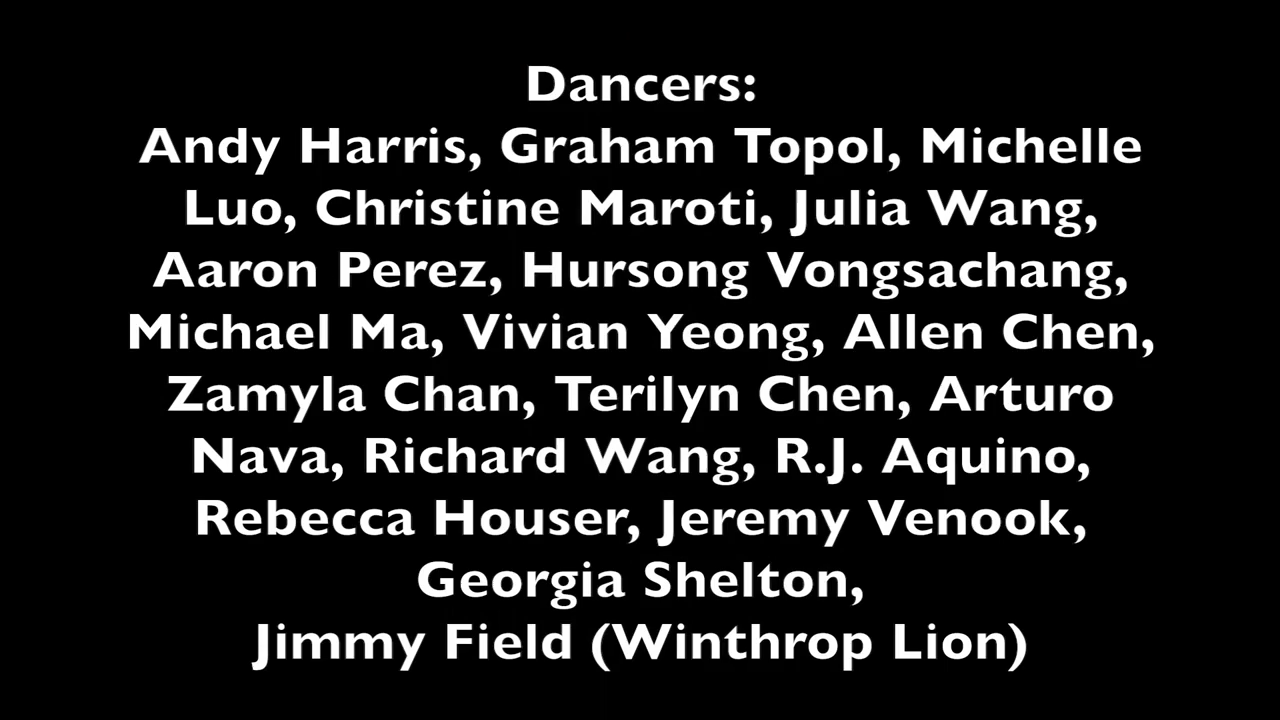 Dancers:
Andy Harris, Graham Topol, Michelle
Luo, Christine Maroti, Julia Wang,
Aaron Perez, Hursong Vongsachang,
Michael Ma, Vivian Yeong, Allen Chen,
Zamyla Chan, Terilyn Chen, Arturo
Nava, Richard Wang, R.J. Aquino,
Rebecca Houser, Jeremy Venook,
Georgia Shelton,
Jimmy Field (Winthrop Lion)